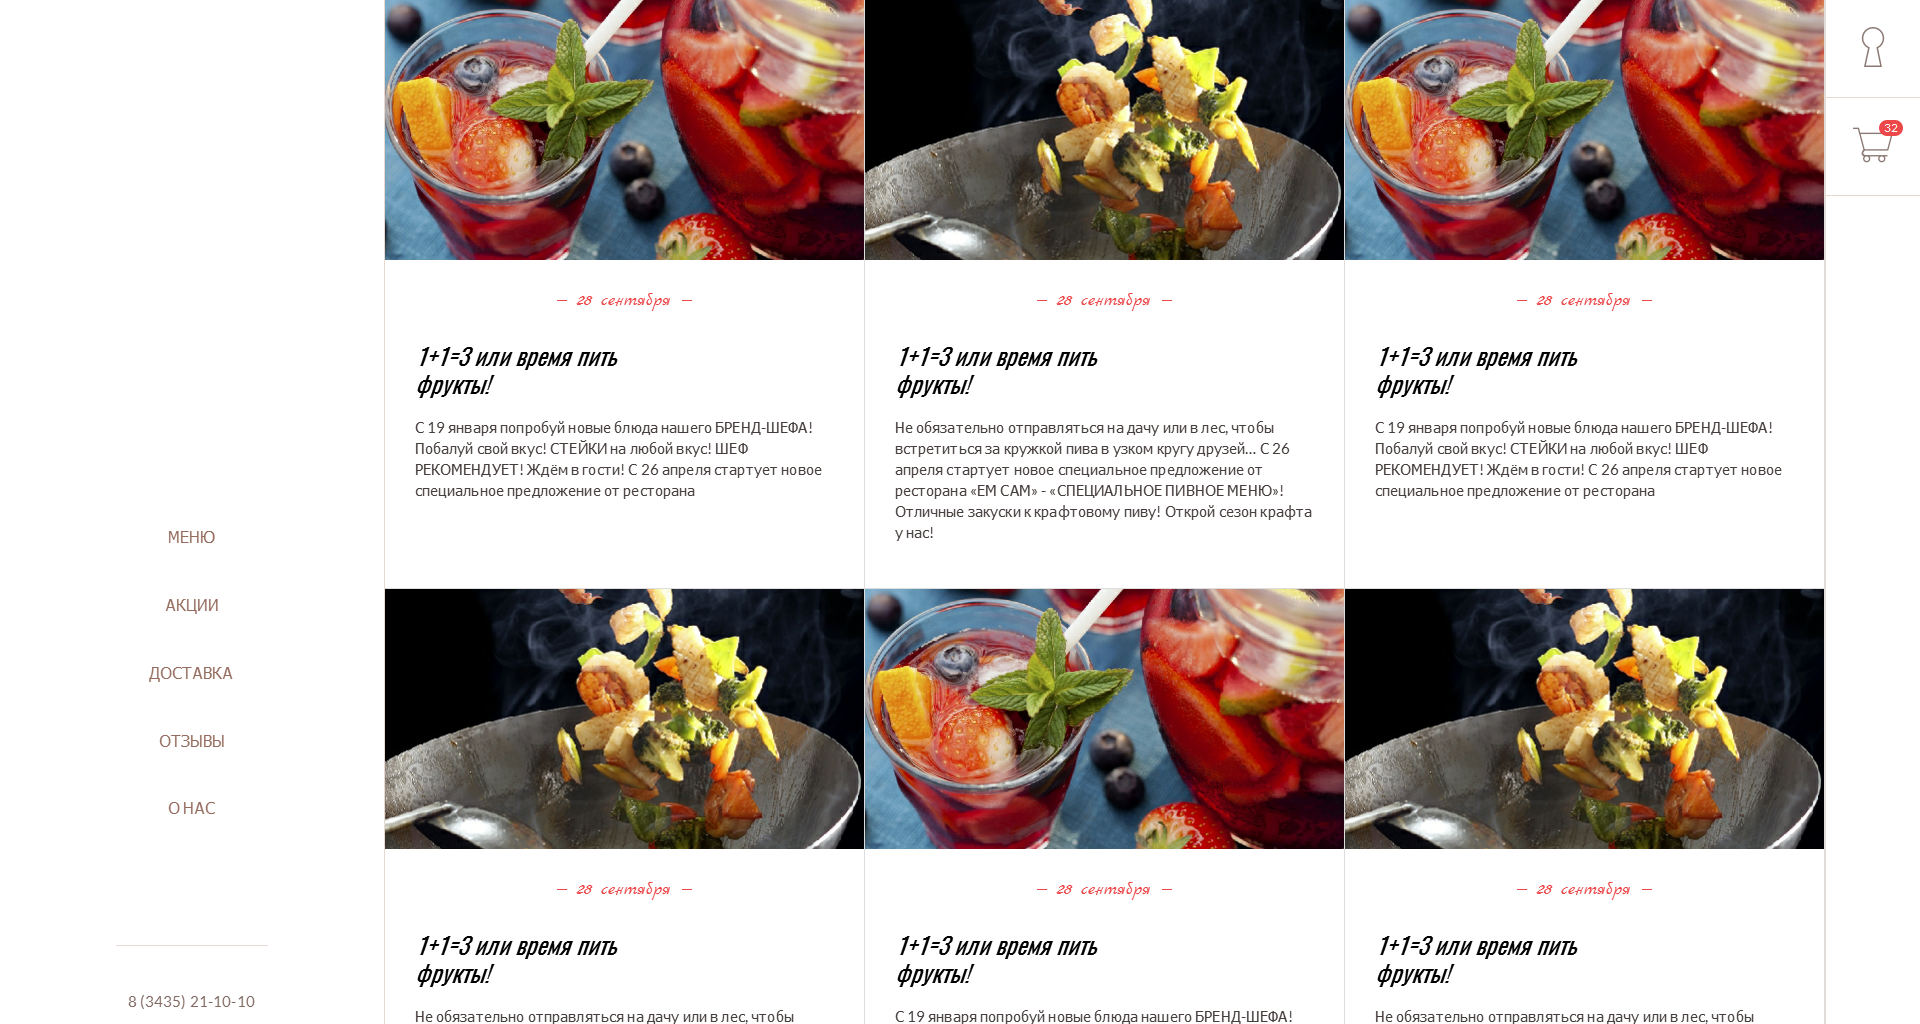 32
— 28 сентября —
1+1=3 или время пить
фрукты!
С 19 января попробуй новые блюда нашего БРЕНД-ШЕФА!
Побалуй свой вкус! СТЕЙКИ на любой вкус! ШЕФ
РЕКОМЕНДУЕТ! Ждём в гости! С 26 апреля стартует новое
специальное предложение от ресторана
— 28 сентября —
1+1=3 или время пить
фрукты!
Не обязательно отправляться на дачу или в лес, чтобы
встретиться за кружкой пива в узком кругу друзей... С 26
апреля стартует новое специальное предложение от
ресторана «ЕМ САМ» - «СПЕЦИАЛЬНОЕ ПИВНОЕ МЕНЮ»!
Отличные закуски к крафтовому пиву! Открой сезон крафта
у нас!
— 28 сентября —
1+1=3 или время пить
фрукты!
С 19 января попробуй новые блюда нашего БРЕНД-ШЕФА!
Побалуй свой вкус! СТЕЙКИ на любой вкус! ШЕФ
РЕКОМЕНДУЕТ! Ждём в гости! С 26 апреля стартует новое
специальное предложение от ресторана
МЕНЮ
АКЦИИ
ДОСТАВКА
ОТЗЫВЫ
О НАС
8 (3435) 21-10-10
— 28 сентября —
1+1=3 или время пить
фрукты!
Не обязательно отправляться на дачу или в лес, чтобы
— 28 сентября —
1+1=3 или время пить
фрукты!
С 19 января попробуй новые блюда нашего БРЕНД-ШЕФА!
— 28 сентября —
1+1=3 или время пить
фрукты!
Не обязательно отправляться на дачу или в лес, чтобы